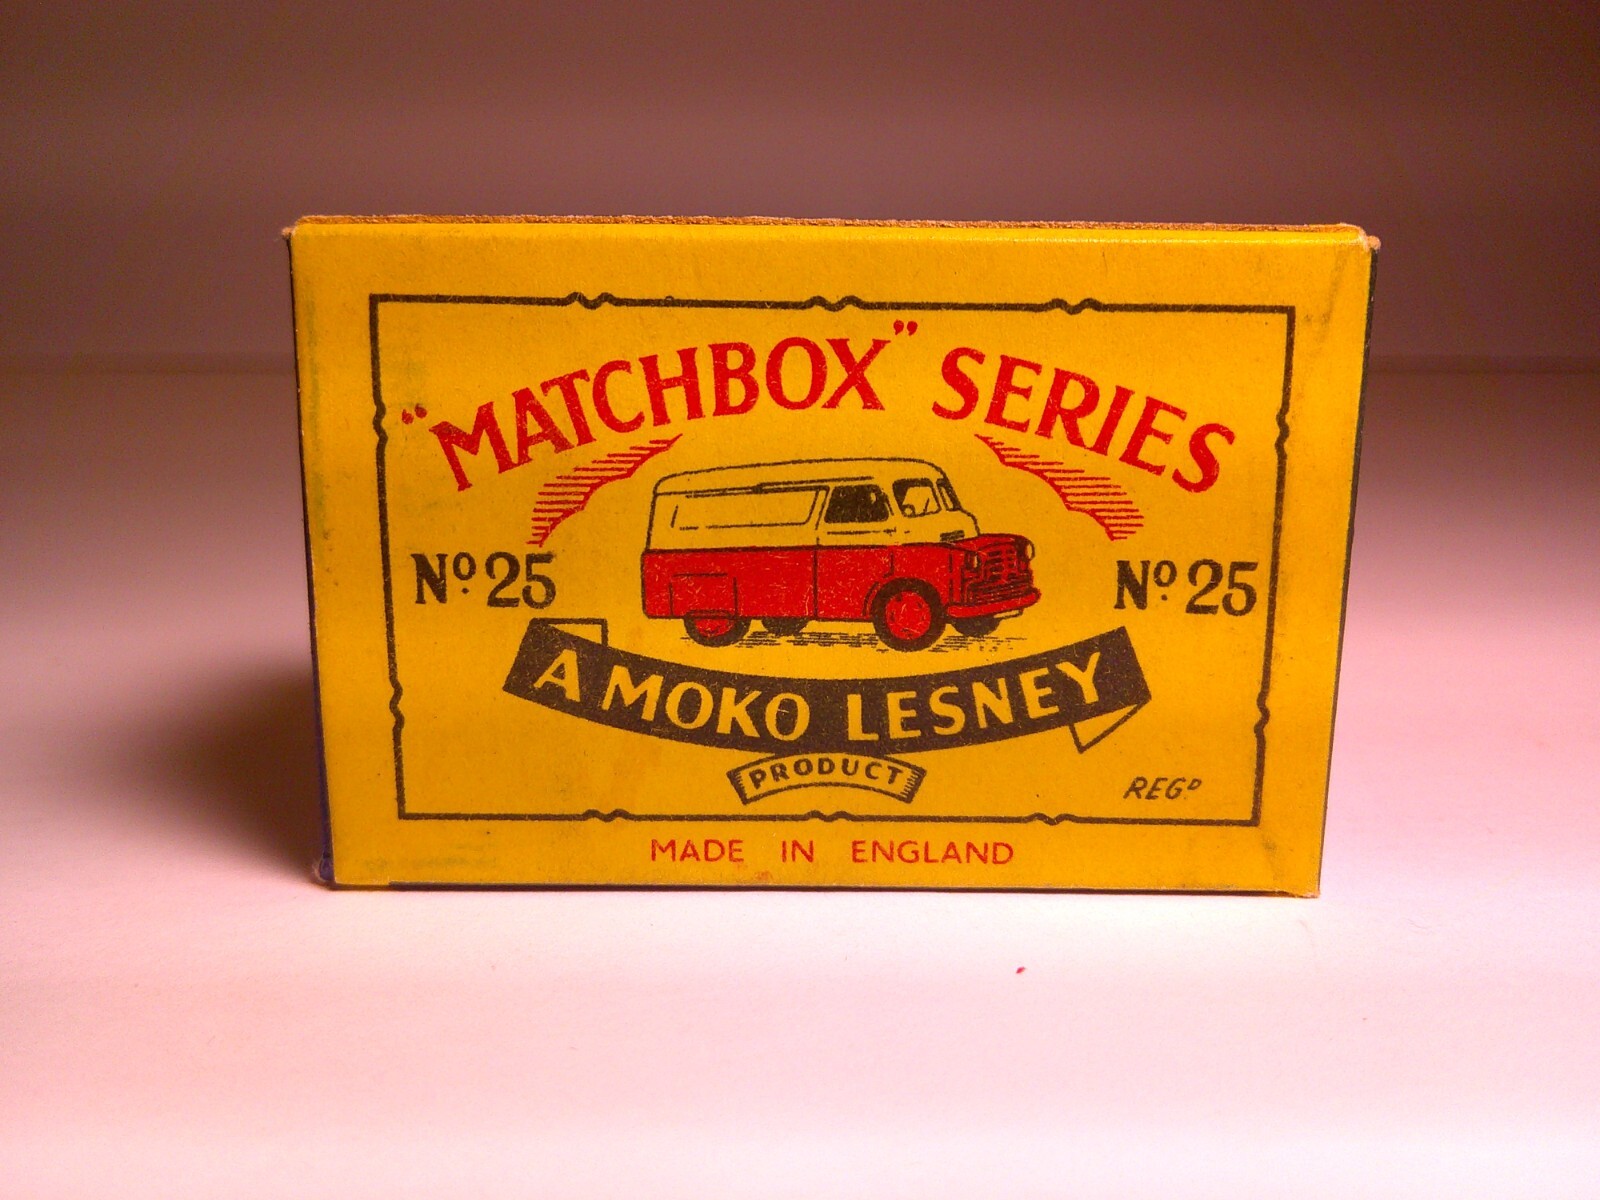 “MATCHBOX” SERIES
Nº 25 Nº 25
A MOKO LESNEY
PRODUCT
REGᴰ
MADE IN ENGLAND